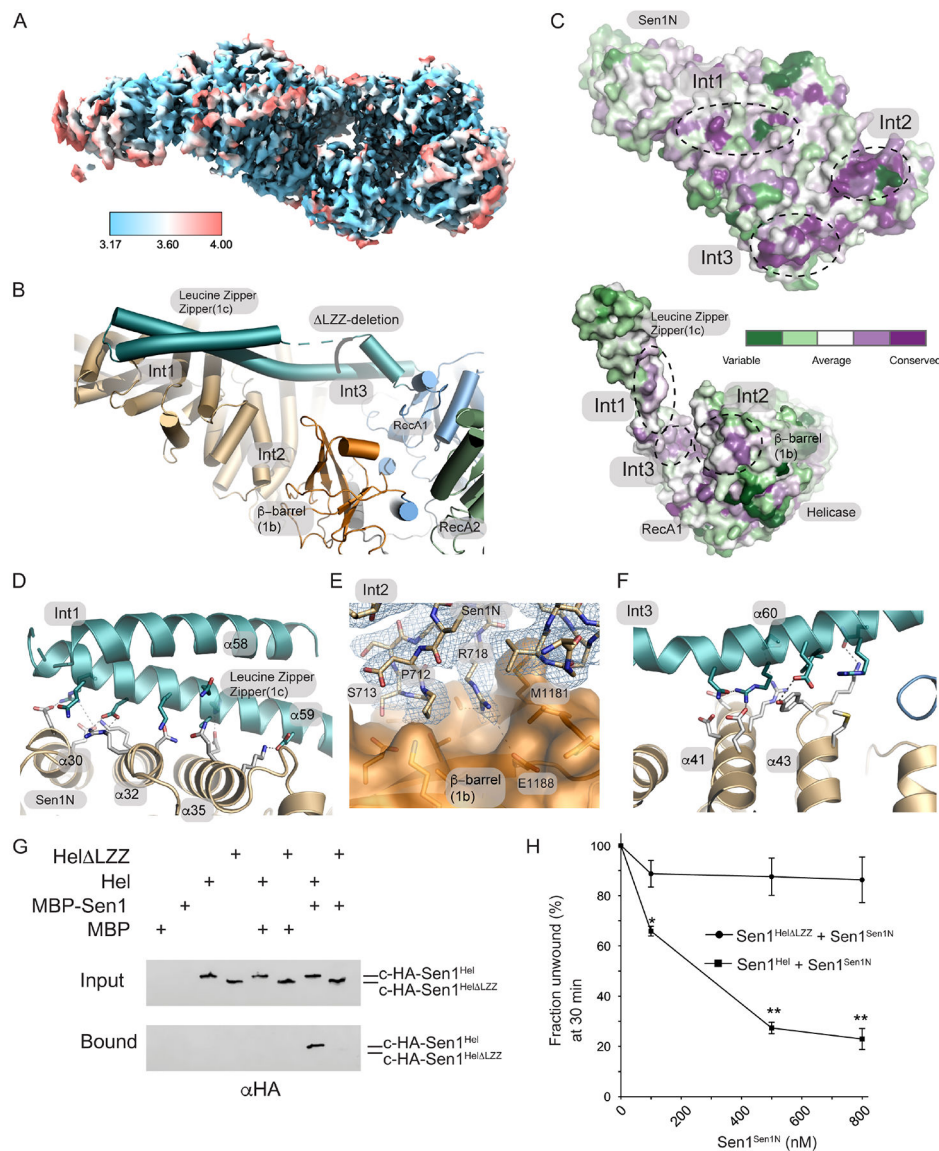 A
3.17 3.60 4.00
B
Leucine Zipper
Zipper(1c)
ΔLZZ-deletion
Int1
Int3
RecA1
Int2
β–barrel
(1b)
RecA2
C
Sen1N
Int1
Int2
Int3
Leucine Zipper
Zipper(1c)
Variable Average Conserved
Int2
Int1
β–barrel
(1b)
Int3
RecA1
Helicase
D
Int1
α58
Leucine Zipper
Zipper(1c)
α59
α30
α32
Sen1N
α35
E
Int2
Sen1N
P712
R718
S713
M1181
β–barrel
(1b)
E1188
F
Int3
α60
α41
α43
G
HelΔLZZ + + +
Hel + + +
MBP-Sen1 + + +
MBP + + +
Input
c-HA-Sen1Hel
c-HA-Sen1HelΔLZZ
Bound
c-HA-Sen1Hel
c-HA-Sen1HelΔLZZ
αHA
H
Fraction unwound (%)
at 30 min
100
80
60
40
20
0
*
**
**
Sen1HelΔLZZ + Sen1Sen1N
Sen1Hel + Sen1Sen1N
0 200 400 600 800
Sen1Sen1N (nM)